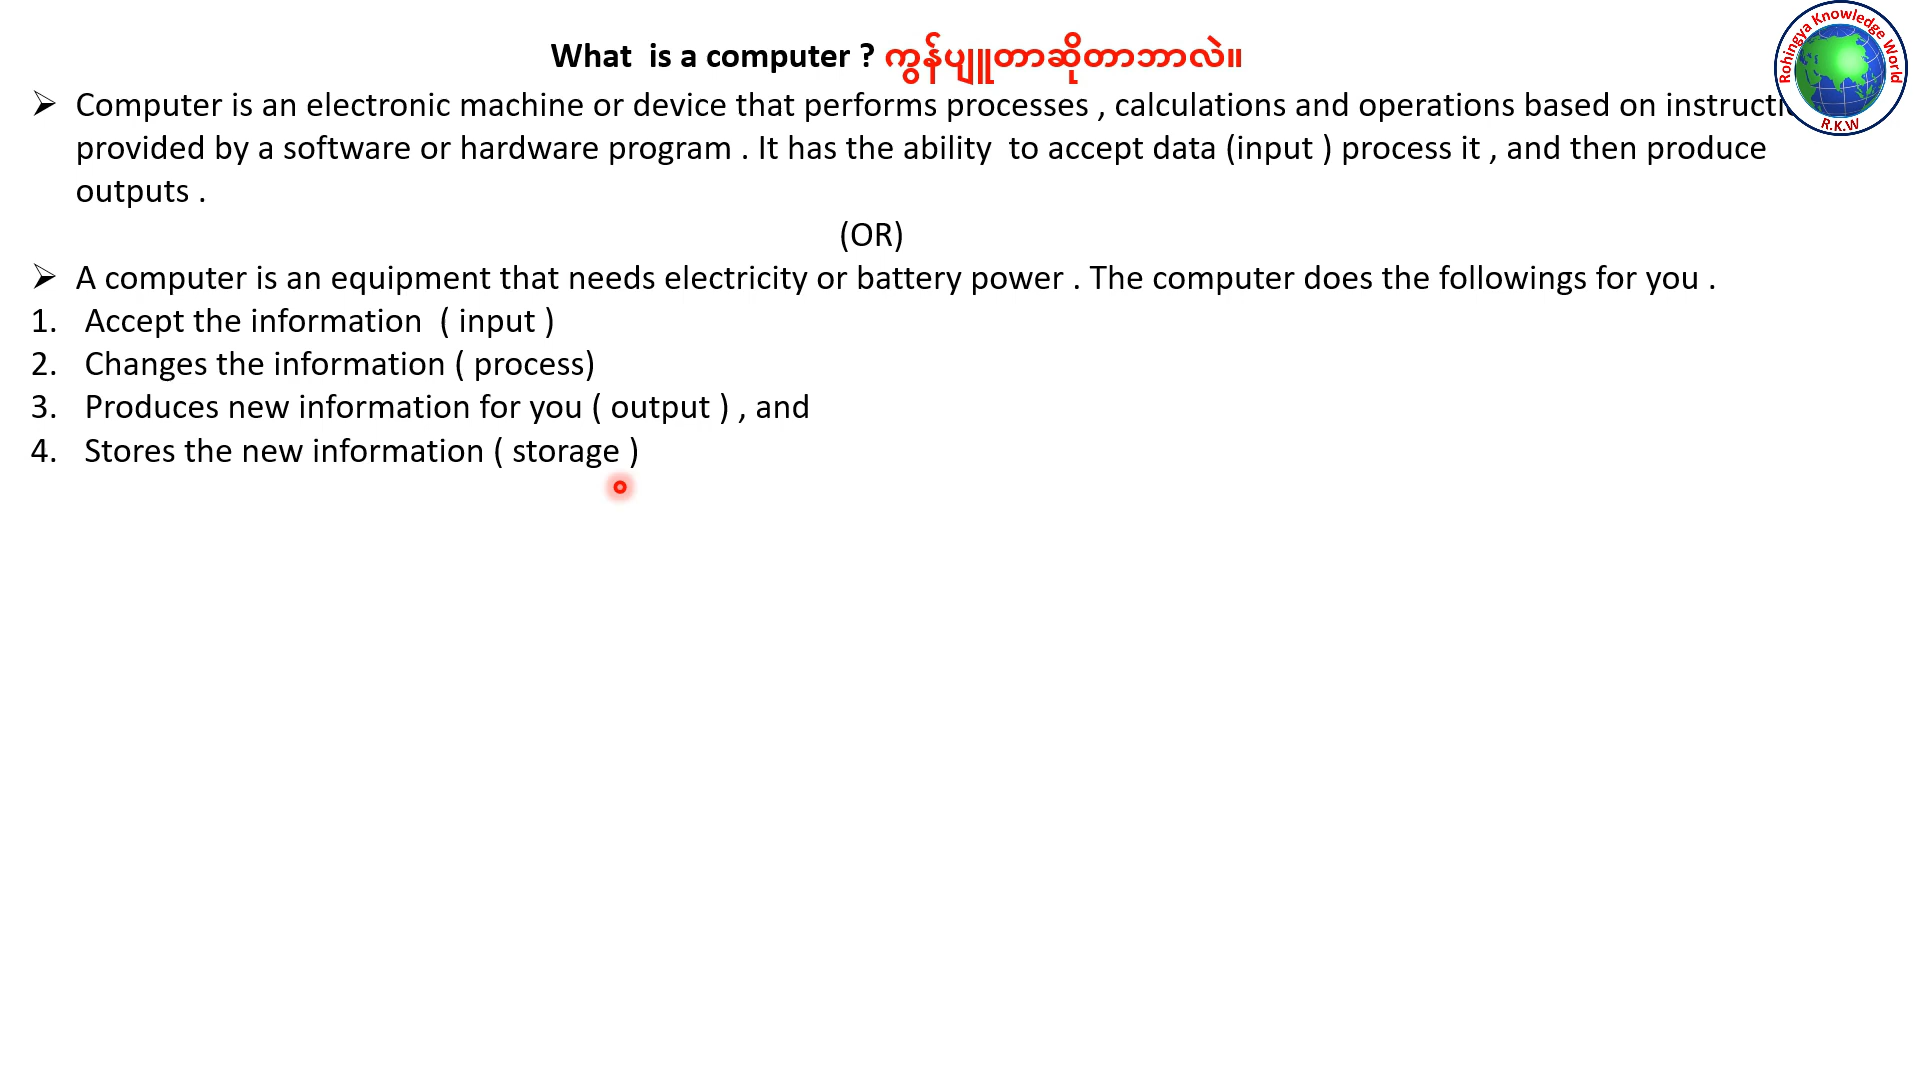 What  is a computer ? ကွန်ပျူတာဆိုတာဘာလဲ။
➢ Computer is an electronic machine or device that performs processes , calculations and operations based on
provided by a software or hardware program . It has the ability  to accept data (input ) process it , and then produce
outputs .
(OR)
➢ A computer is an equipment that needs electricity or battery power . The computer does the followings for you .
1. Accept the information  ( input )
2. Changes the information ( process)
3. Produces new information for you ( output ) , and
4. Stores the new information ( storage )
Rohingya Knowledge World
R.K.W